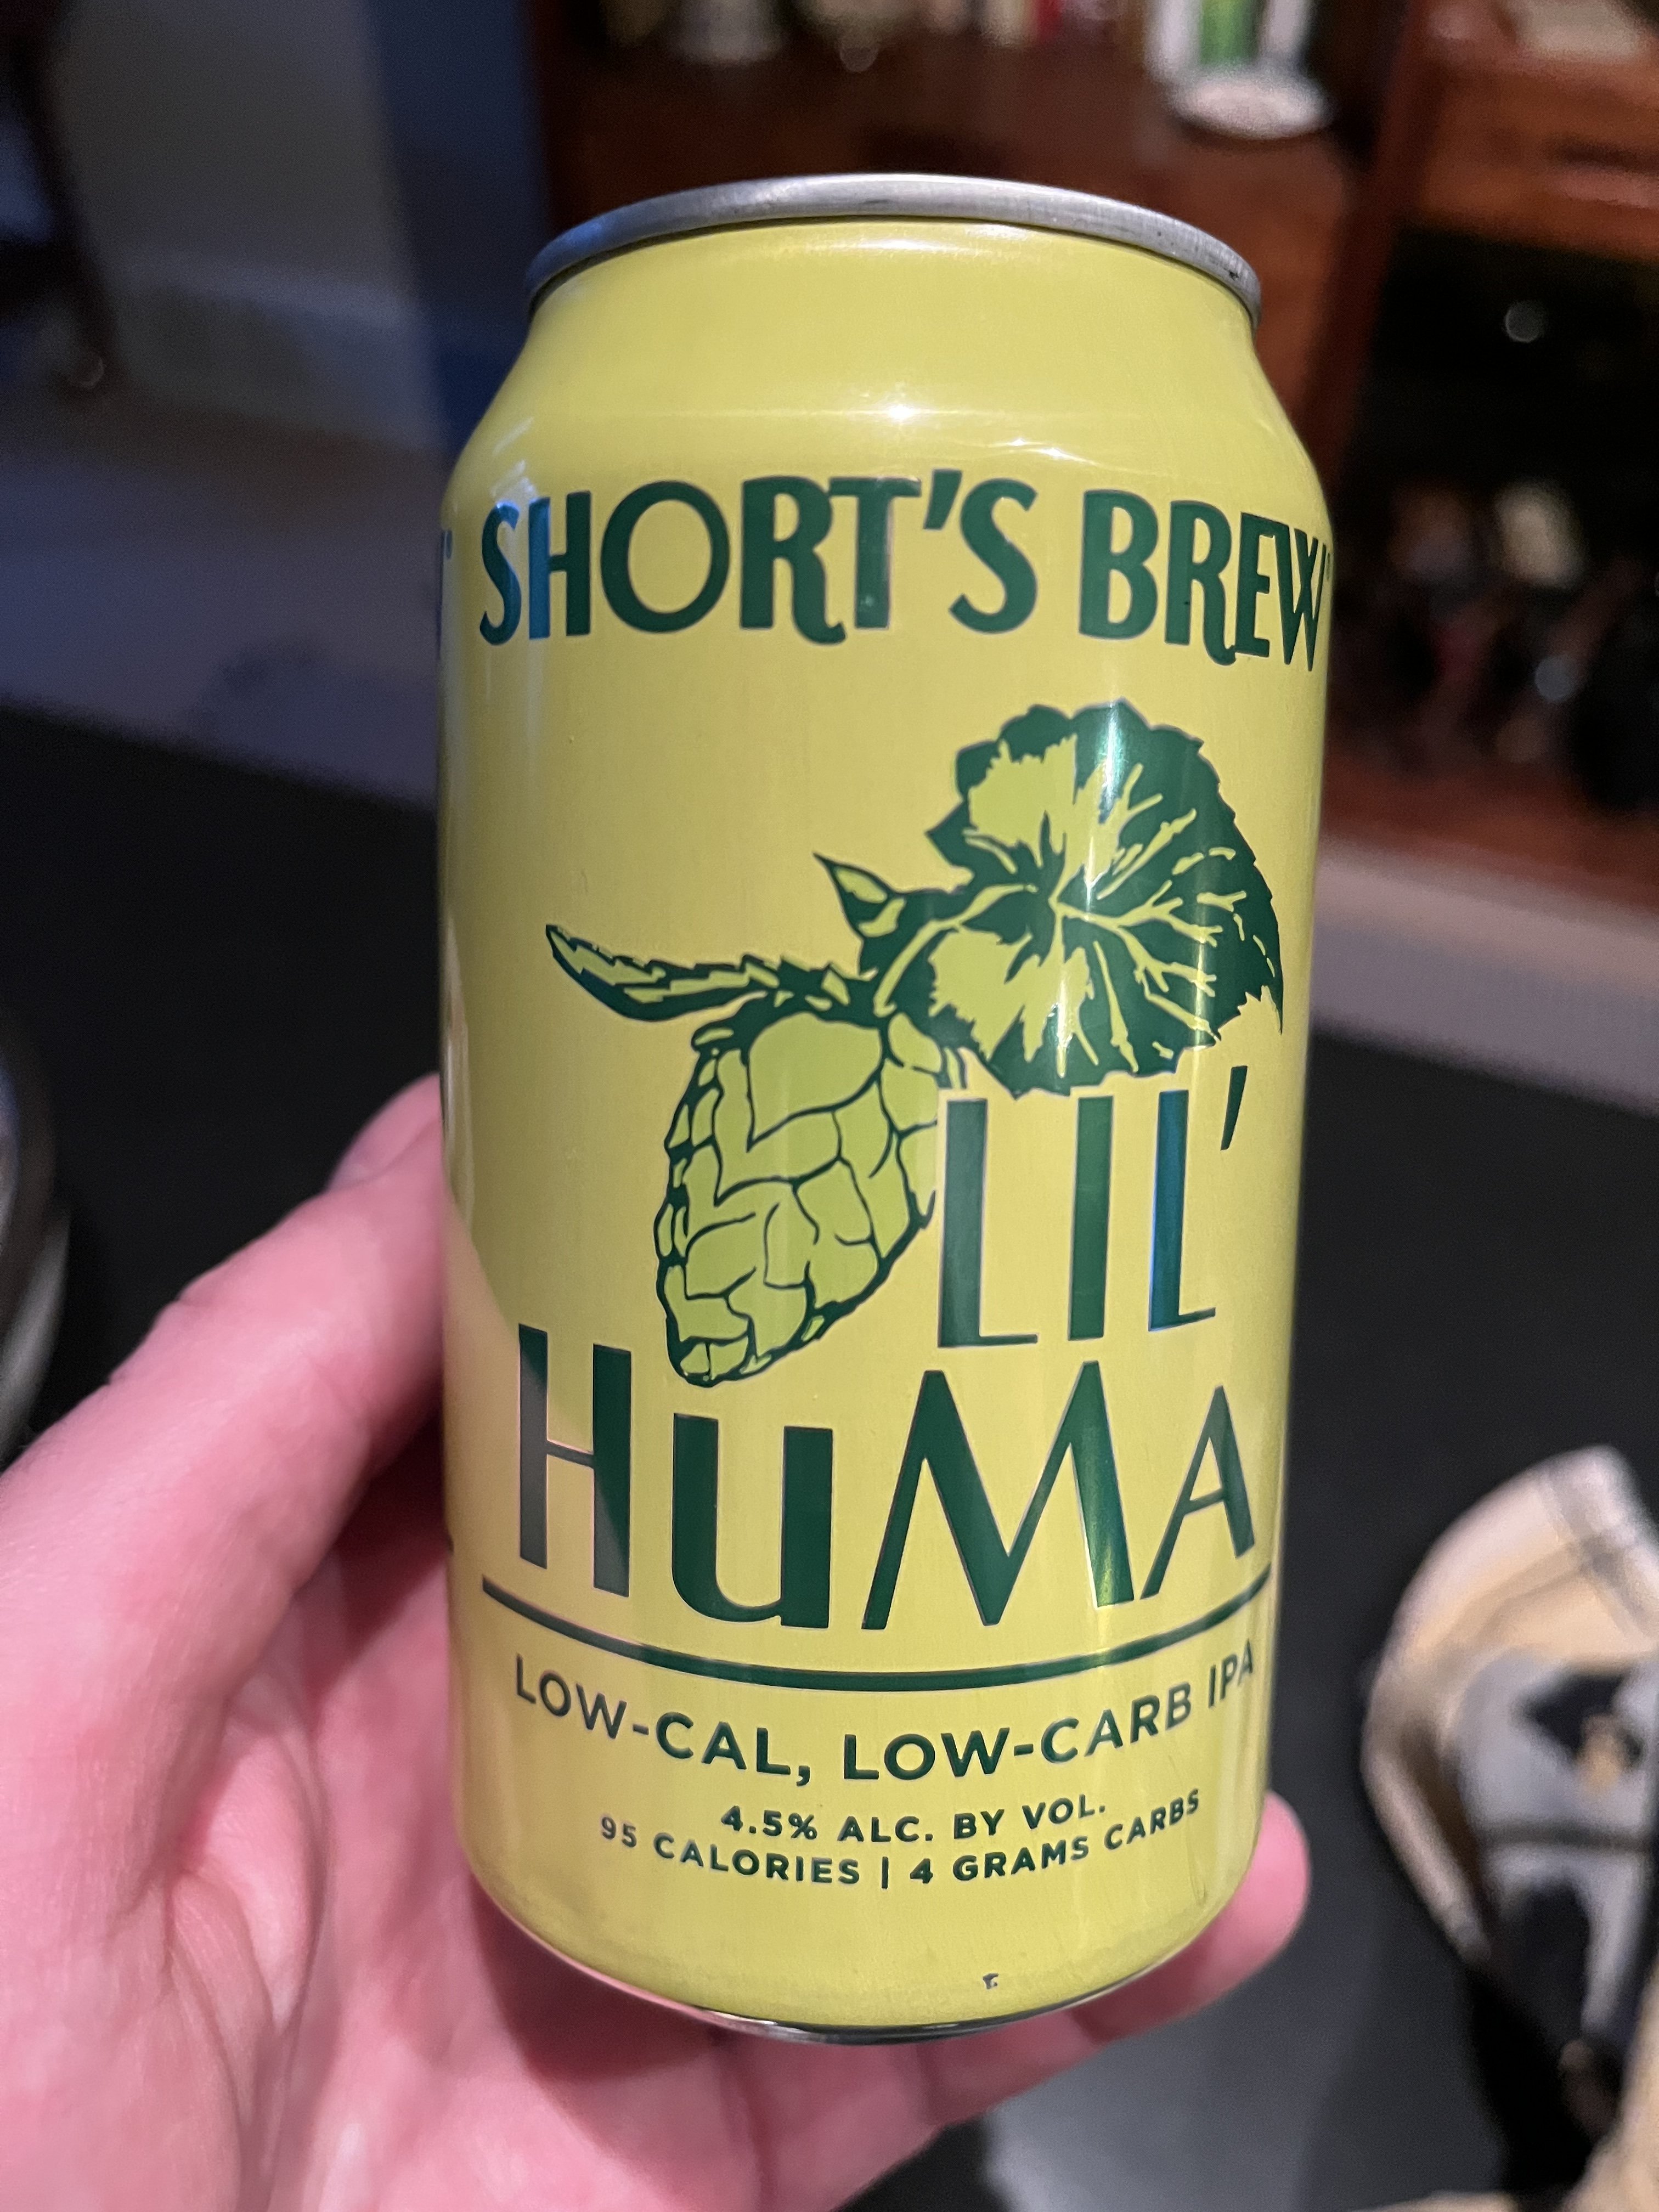 SHORT'S BREW
LIL'
HuMA
LOW-CAL, LOW-CARB IPA
4.5% ALC. BY VOL.
95 CALORIES | 4 GRAMS CARBS